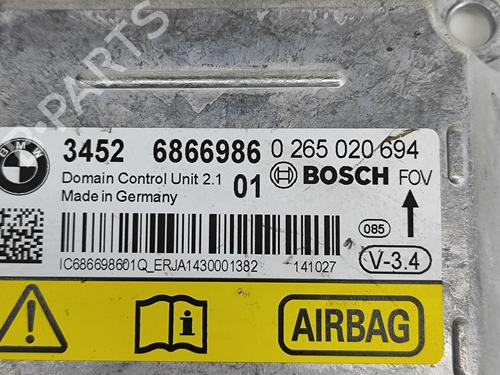 BMW
3452 6866986 0 265 020 694
Domain Control Unit 2.1 01 BOSCH FOV
Made in Germany
085
IC686698601Q_ERJA1430001382 141027 V-3.4
AIRBAG